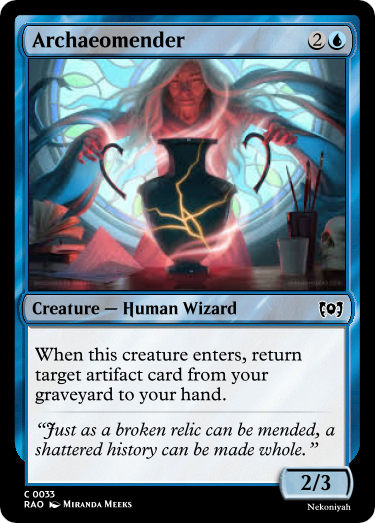 Archaeomender 2
Creature — Human Wizard
When this creature enters, return
target artifact card from your
graveyard to your hand.
“Just as a broken relic can be mended, a
shattered history can be made whole.”
2/3
C 0033
RAO Miranda Meeks
Nekoniyah